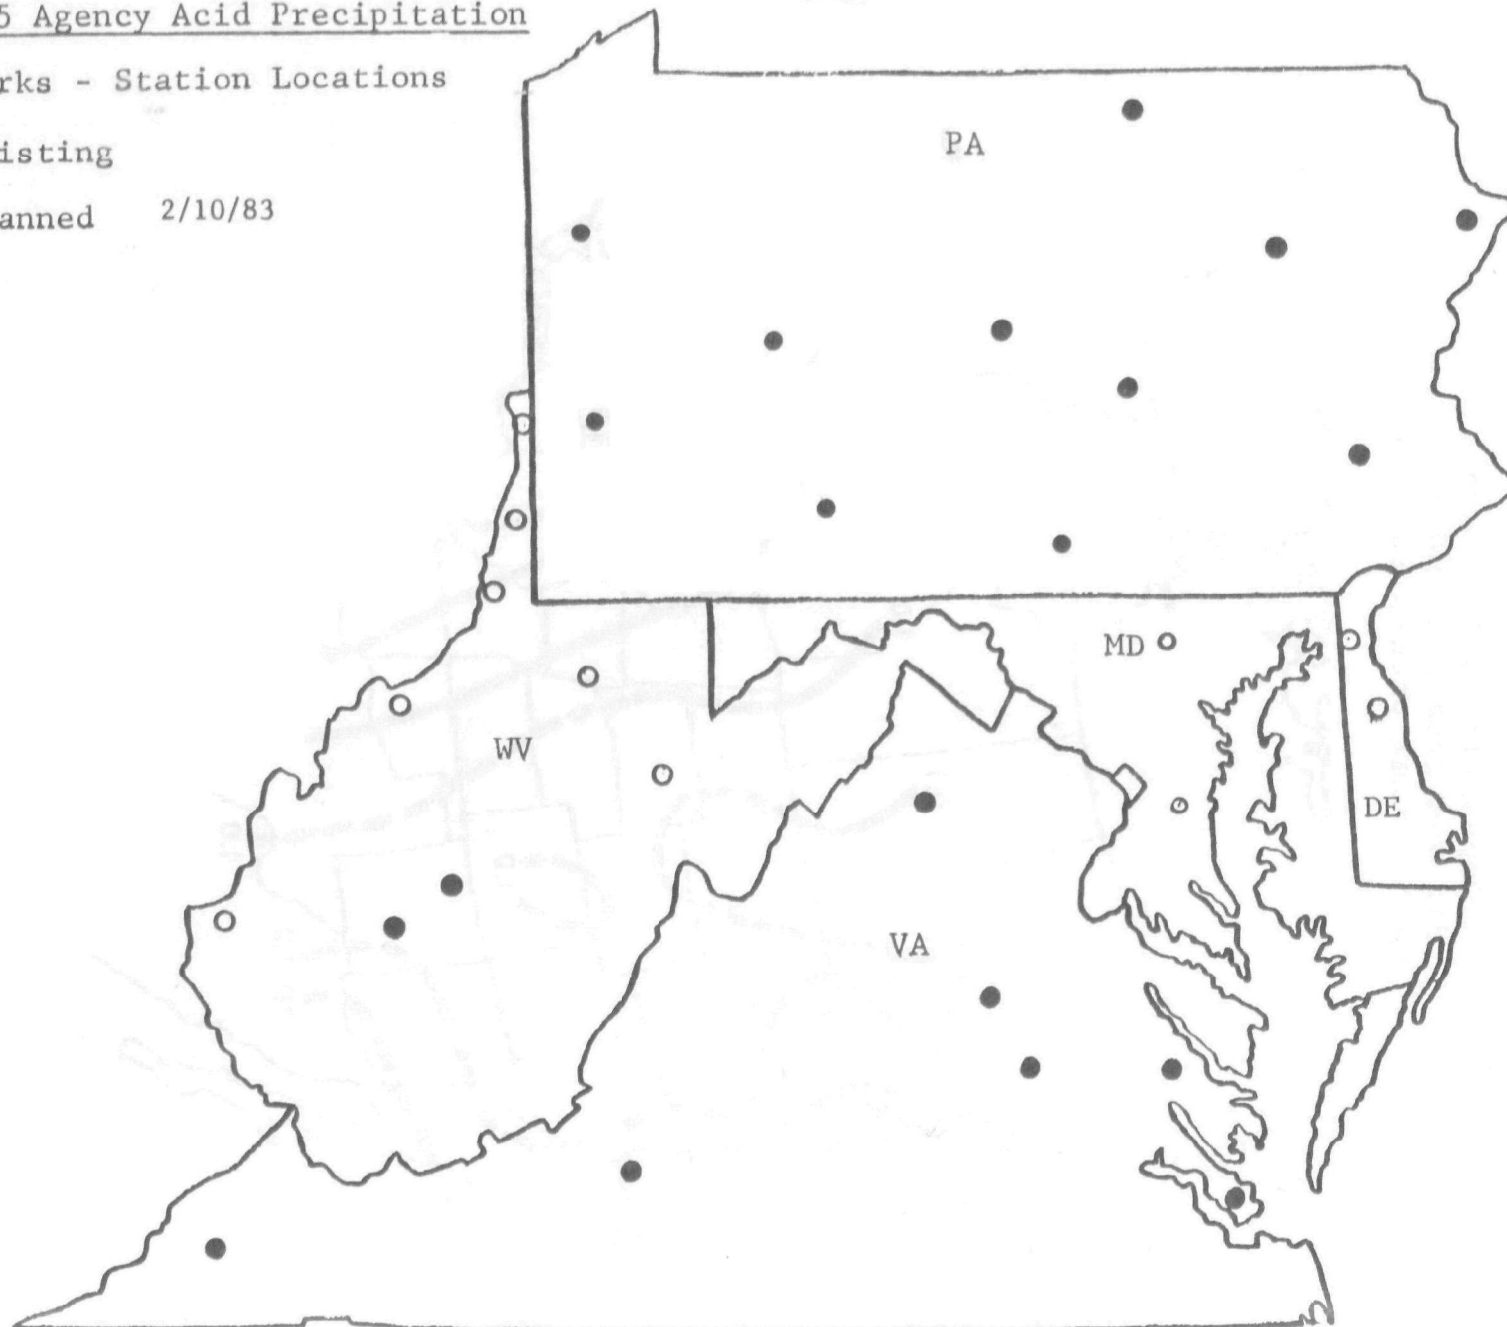 5 Agency Acid Precipitation
rks - Station Locations
isting
anned 2/10/83
PA
MD
WV
DE
VA